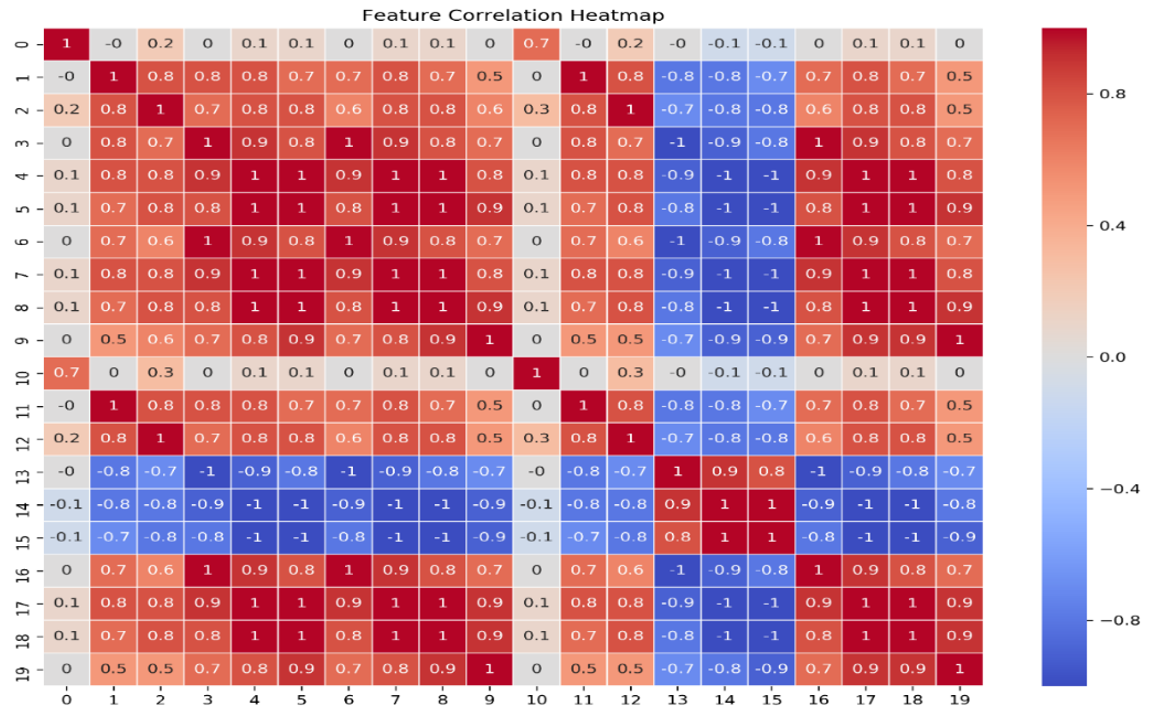 Feature Correlation Heatmap
0 1 -0 0.2 0 0.1 0.1 0 0.1 0.1 0 0.7 -0 0.2 -0 -0.1 -0.1 0 0.1 0.1 0
1 -0 1 0.8 0.8 0.8 0.7 0.7 0.8 0.7 0.5 0 1 0.8 -0.8 -0.8 -0.7 0.7 0.8 0.7 0.5
2 0.2 0.8 1 0.7 0.8 0.8 0.6 0.8 0.8 0.6 0.3 0.8 1 -0.7 -0.8 -0.8 0.6 0.8 0.8 0.5
3 0 0.8 0.7 1 0.9 0.8 1 0.9 0.8 0.7 0 0.8 0.7 -1 -0.9 -0.8 1 0.9 0.8 0.7
4 0.1 0.8 0.8 0.9 1 1 0.9 1 1 0.8 0.1 0.8 0.8 -0.9 -1 -1 0.9 1 1 0.8
5 0.1 0.7 0.8 0.8 1 1 0.8 1 1 0.9 0.1 0.7 0.8 -0.8 -1 -1 0.8 1 1 0.9
6 0 0.7 0.6 1 0.9 0.8 1 0.9 0.8 0.7 0 0.7 0.6 -1 -0.9 -0.8 1 0.9 0.8 0.7
7 0.1 0.8 0.8 0.9 1 1 0.9 1 1 0.8 0.1 0.8 0.8 -0.9 -1 -1 0.9 1 1 0.8
8 0.1 0.7 0.8 0.8 1 1 0.8 1 1 0.9 0.1 0.7 0.8 -0.8 -1 -1 0.8 1 1 0.9
9 0 0.5 0.6 0.7 0.8 0.9 0.7 0.8 0.9 1 0 0.5 0.5 -0.7 -0.9 -0.9 0.7 0.9 0.9 1
10 0.7 0 0.3 0 0.1 0.1 0 0.1 0.1 0 1 0 0.3 -0 -0.1 -0.1 0 0.1 0.1 0
11 -0 1 0.8 0.8 0.8 0.7 0.7 0.8 0.7 0.5 0 1 0.8 -0.8 -0.8 -0.7 0.7 0.8 0.7 0.5
12 0.2 0.8 1 0.7 0.8 0.8 0.6 0.8 0.8 0.5 0.3 0.8 1 -0.7 -0.8 -0.8 0.6 0.8 0.8 0.5
13 -0 -0.8 -0.7 -1 -0.9 -0.8 -1 -0.9 -0.8 -0.7 -0 -0.8 -0.7 1 0.9 0.8 -1 -0.9 -0.8 -0.7
14 -0.1 -0.8 -0.8 -0.9 -1 -1 -0.9 -1 -1 -0.9 -0.1 -0.8 -0.8 0.9 1 1 -0.9 -1 -1 -0.8
15 -0.1 -0.7 -0.8 -0.8 -1 -1 -0.8 -1 -1 -0.9 -0.1 -0.7 -0.8 0.8 1 1 -0.8 -1 -1 -0.9
16 0 0.7 0.6 1 0.9 0.8 1 0.9 0.8 0.7 0 0.7 0.6 -1 -0.9 -0.8 1 0.9 0.8 0.7
17 0.1 0.8 0.8 0.9 1 1 0.9 1 1 0.9 0.1 0.8 0.8 -0.9 -1 -1 0.9 1 1 0.9
18 0.1 0.7 0.8 0.8 1 1 0.8 1 1 0.9 0.1 0.7 0.8 -0.8 -1 -1 0.8 1 1 0.9
19 0 0.5 0.5 0.7 0.8 0.9 0.7 0.8 0.9 1 0 0.5 0.5 -0.7 -0.8 -0.9 0.7 0.9 0.9 1
0 1 2 3 4 5 6 7 8 9 10 11 12 13 14 15 16 17 18 19
0.8
0.4
0.0
-0.4
-0.8